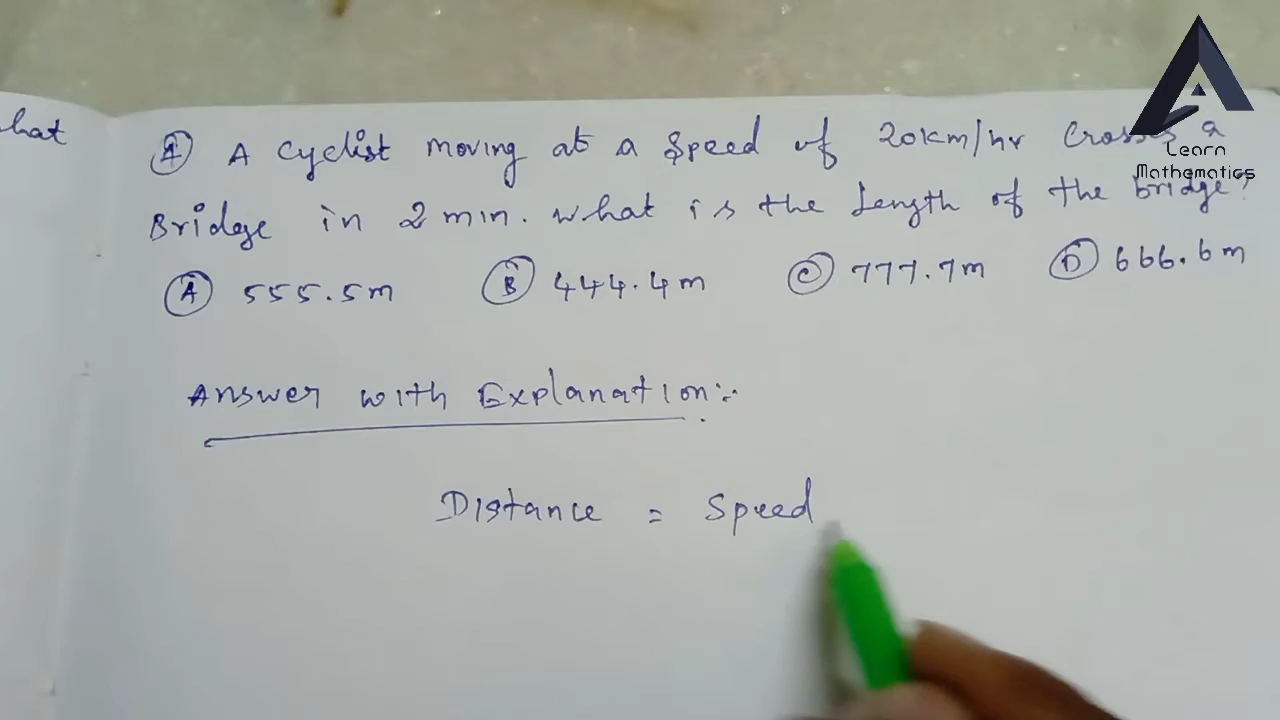 hat
A A cyclist moving at a speed of 20km/hr Crosses a
Bridge in 2 min. what is the Length of the bridge?
A 555.5m B 444.4m C 777.7m D 666.6m
Answer with Explanation:-
Distance = Speed
Learn
Mathematics